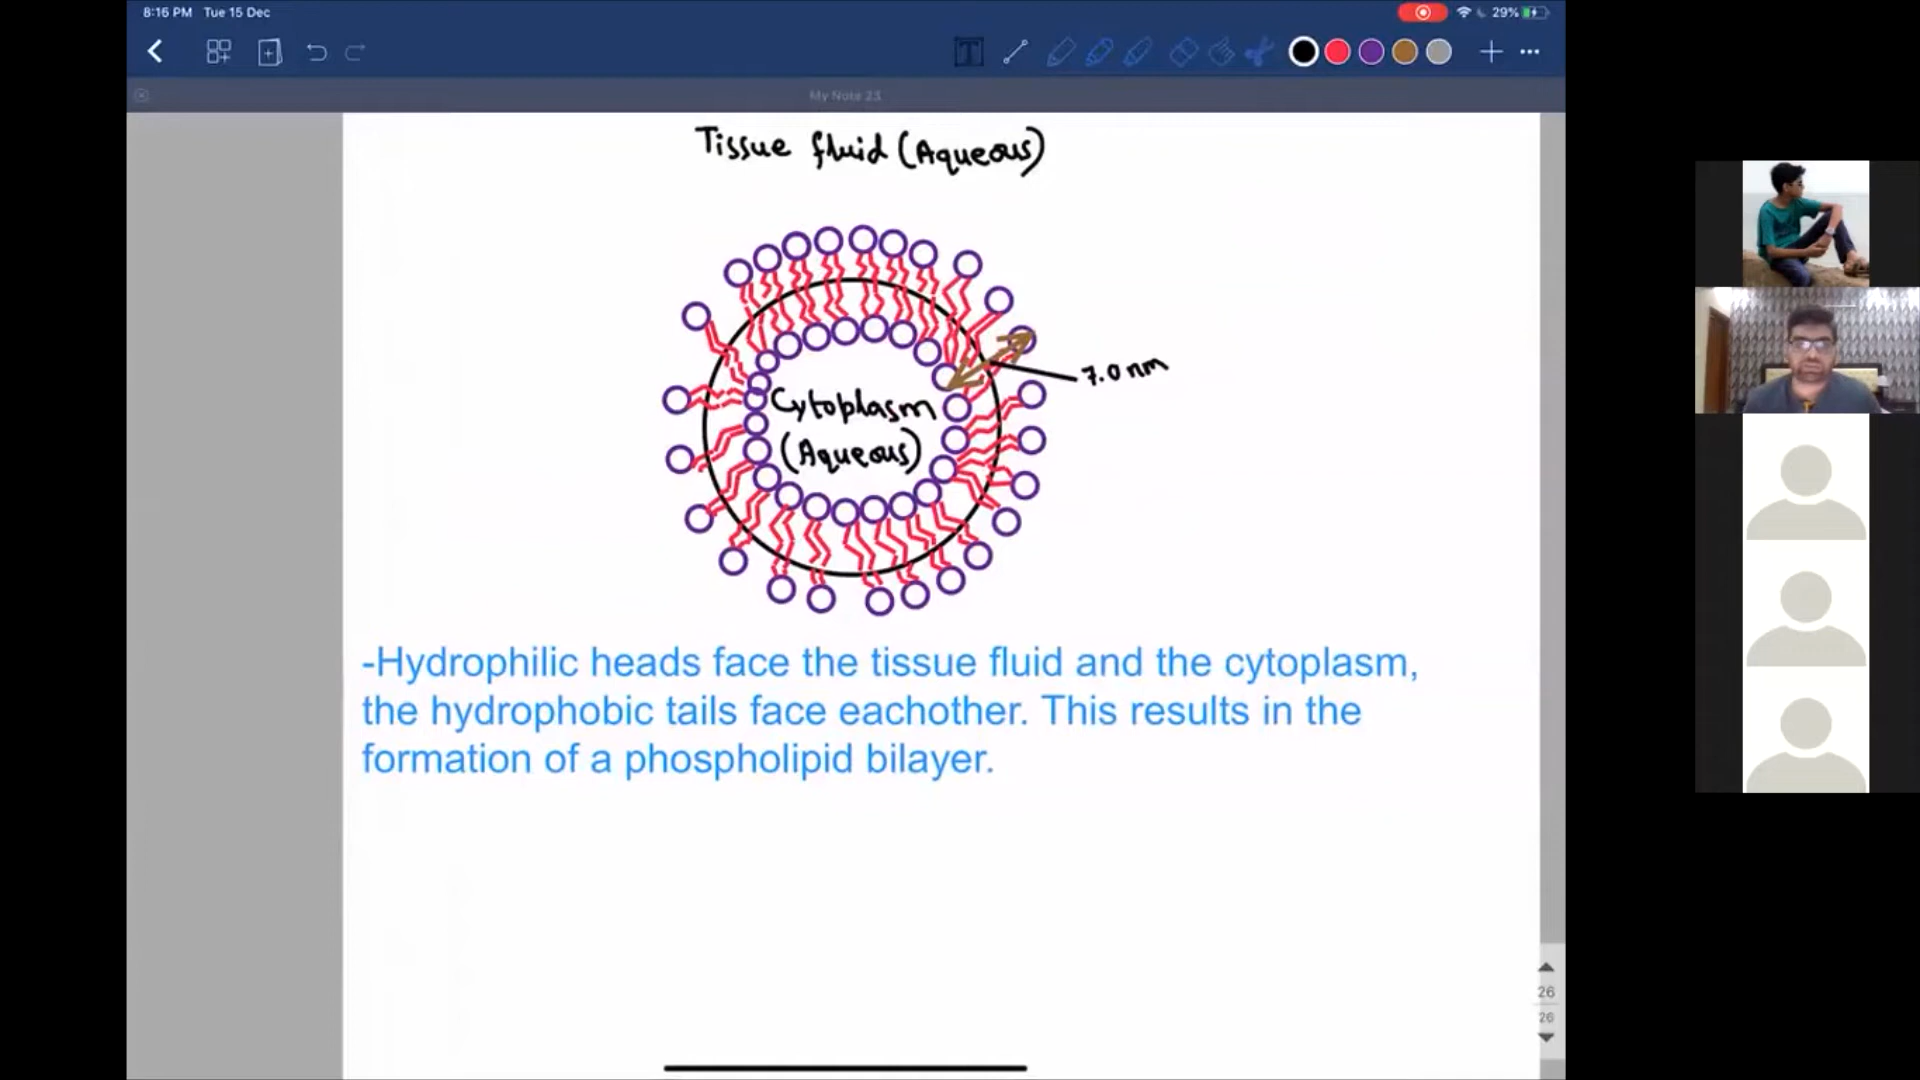 8:16 PM Tue 15 Dec
29%
My Note 23
Tissue fluid (Aqueous)
7.0 nm
Cytoplasm
(Aqueous)
-Hydrophilic heads face the tissue fluid and the cytoplasm,
the hydrophobic tails face eachother. This results in the
formation of a phospholipid bilayer.
26
26